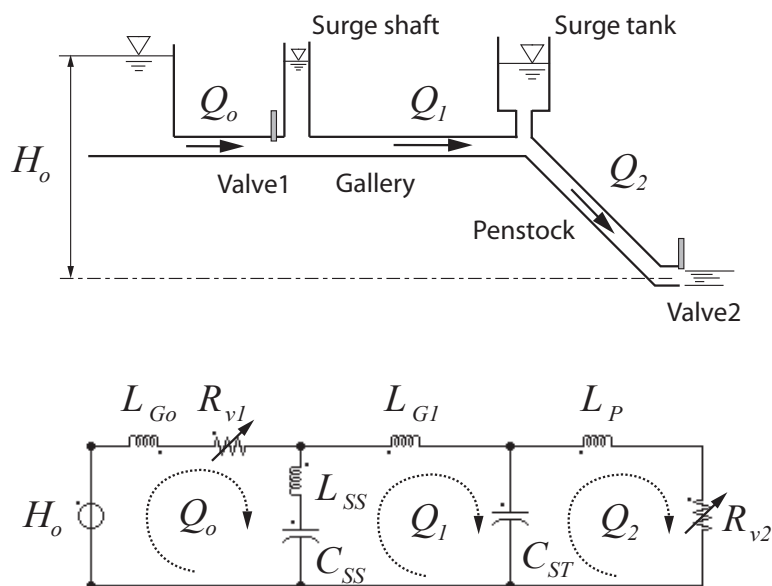 Surge shaft
Surge tank
Q_o
Q_1
H_o
Q_2
Valve1
Gallery
Penstock
Valve2
L_Go
R_v1
L_G1
L_P
L_SS
H_o
Q_o
Q_1
Q_2
R_v2
C_SS
C_ST